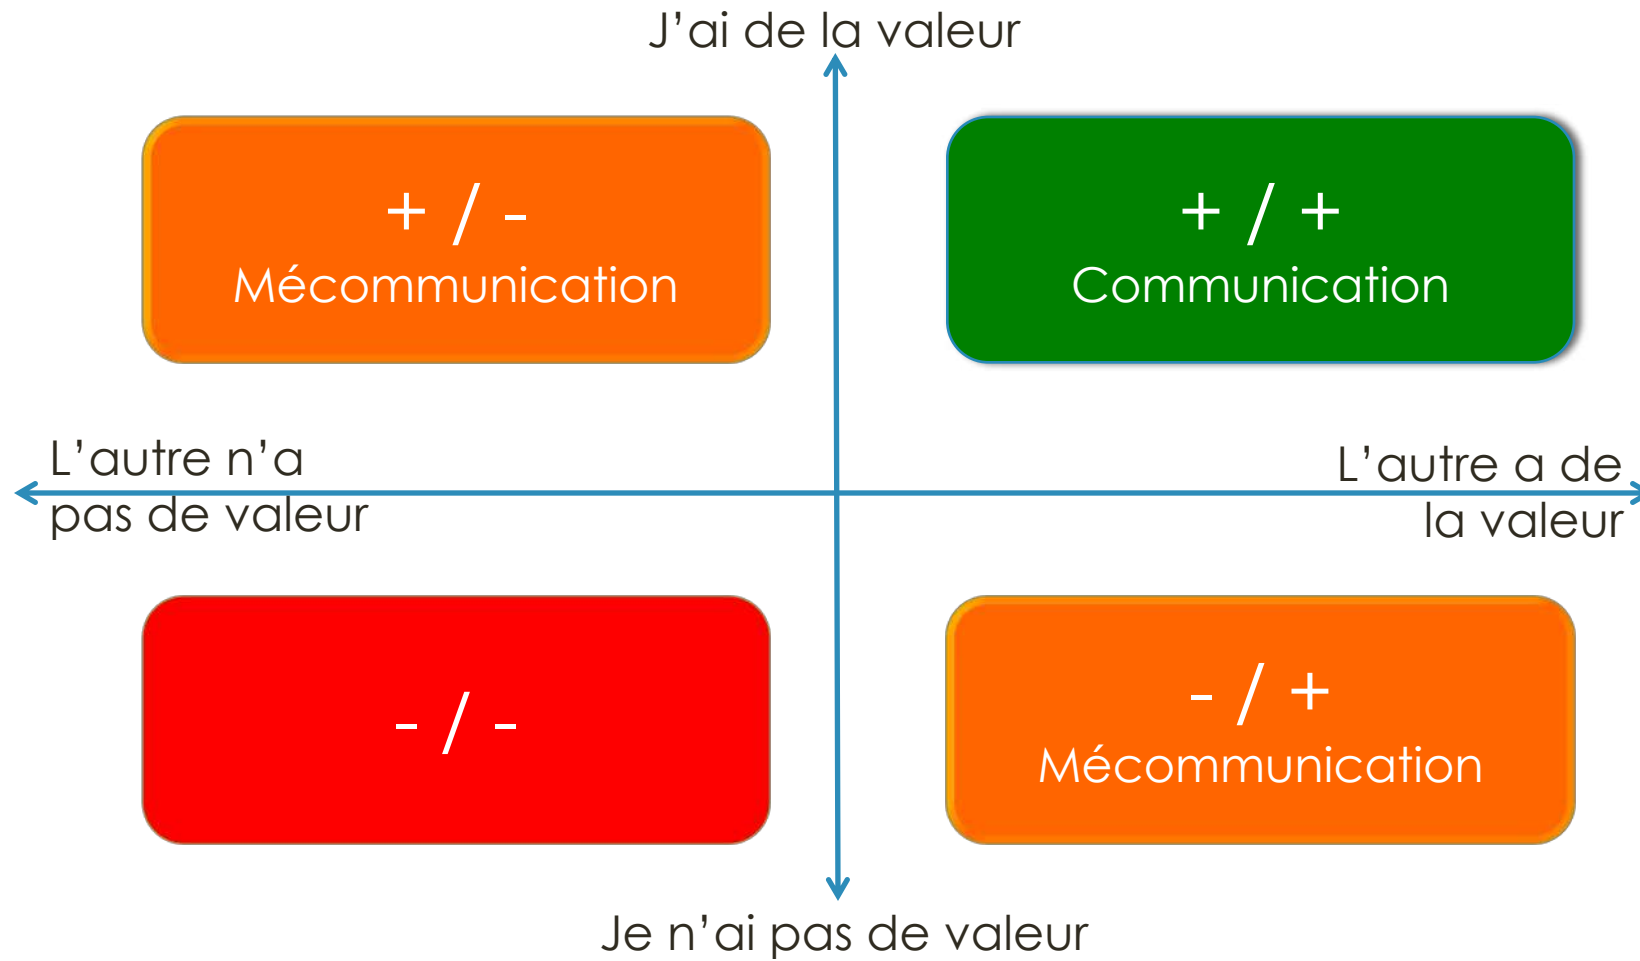 J’ai de la valeur
+ / -
Mécommunication
+ / +
Communication
L’autre n’a
pas de valeur
L’autre a de
la valeur
- / -
- / +
Mécommunication
Je n’ai pas de valeur